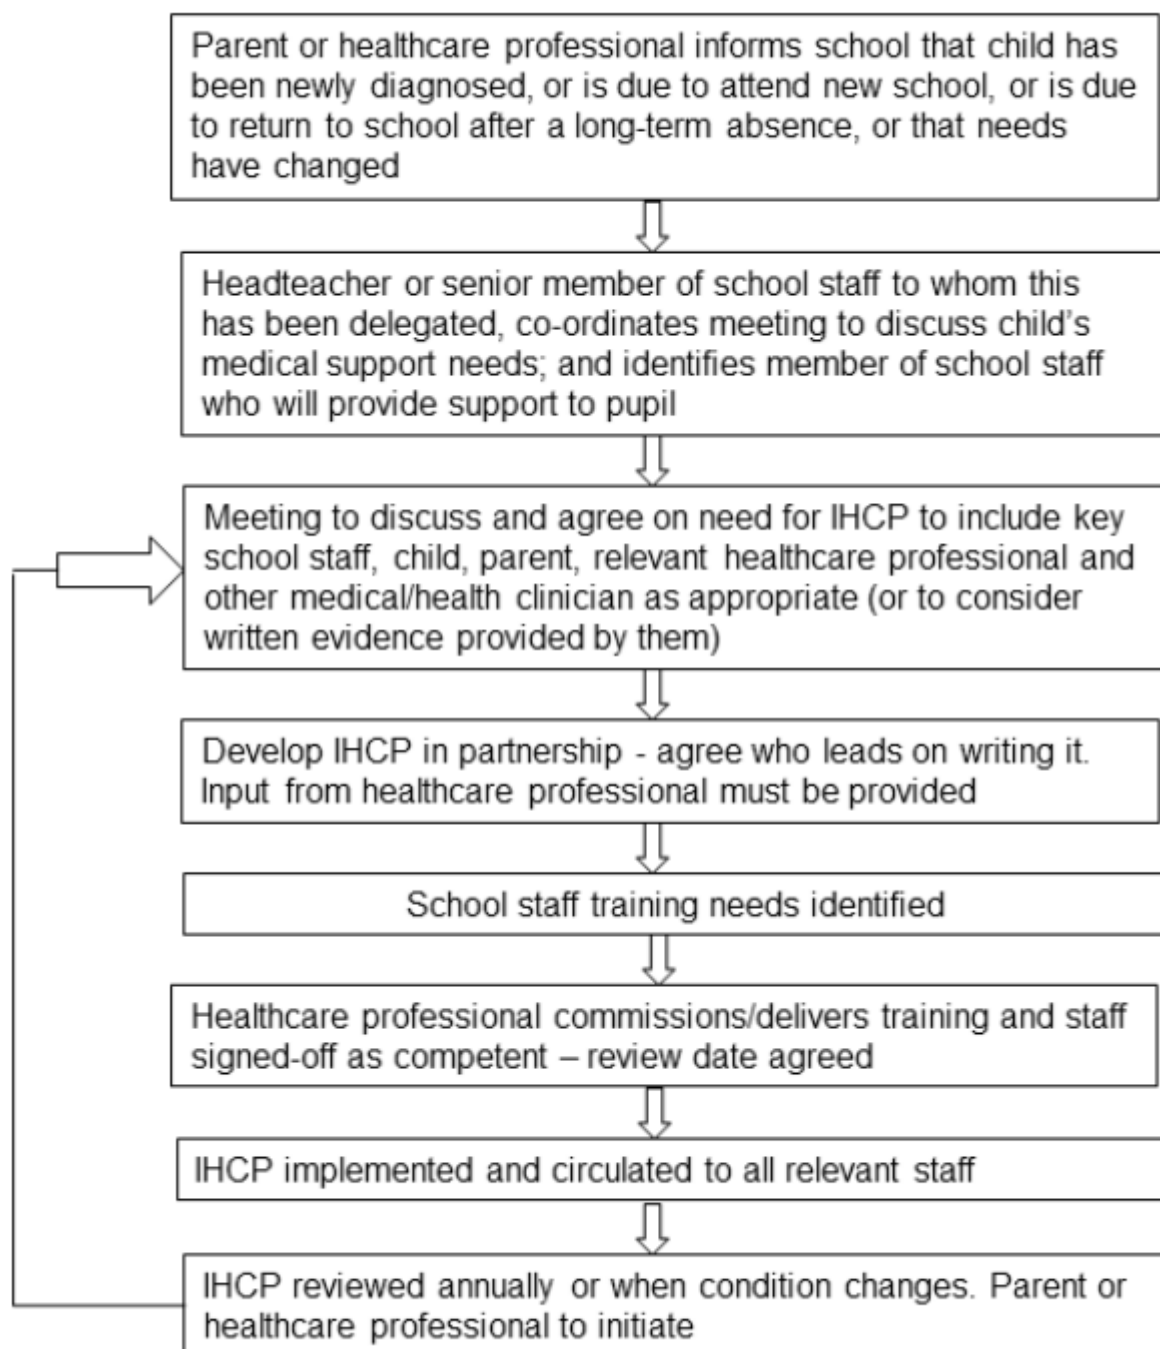 Parent or healthcare professional informs school that child has
been newly diagnosed, or is due to attend new school, or is due
to return to school after a long-term absence, or that needs
have changed
Headteacher or senior member of school staff to whom this
has been delegated, co-ordinates meeting to discuss child's
medical support needs; and identifies member of school staff
who will provide support to pupil
Meeting to discuss and agree on need for IHCP to include key
school staff, child, parent, relevant healthcare professional and
other medical/health clinician as appropriate (or to consider
written evidence provided by them)
Develop IHCP in partnership - agree who leads on writing it.
Input from healthcare professional must be provided
School staff training needs identified
Healthcare professional commissions/delivers training and staff
signed-off as competent – review date agreed
IHCP implemented and circulated to all relevant staff
IHCP reviewed annually or when condition changes. Parent or
healthcare professional to initiate